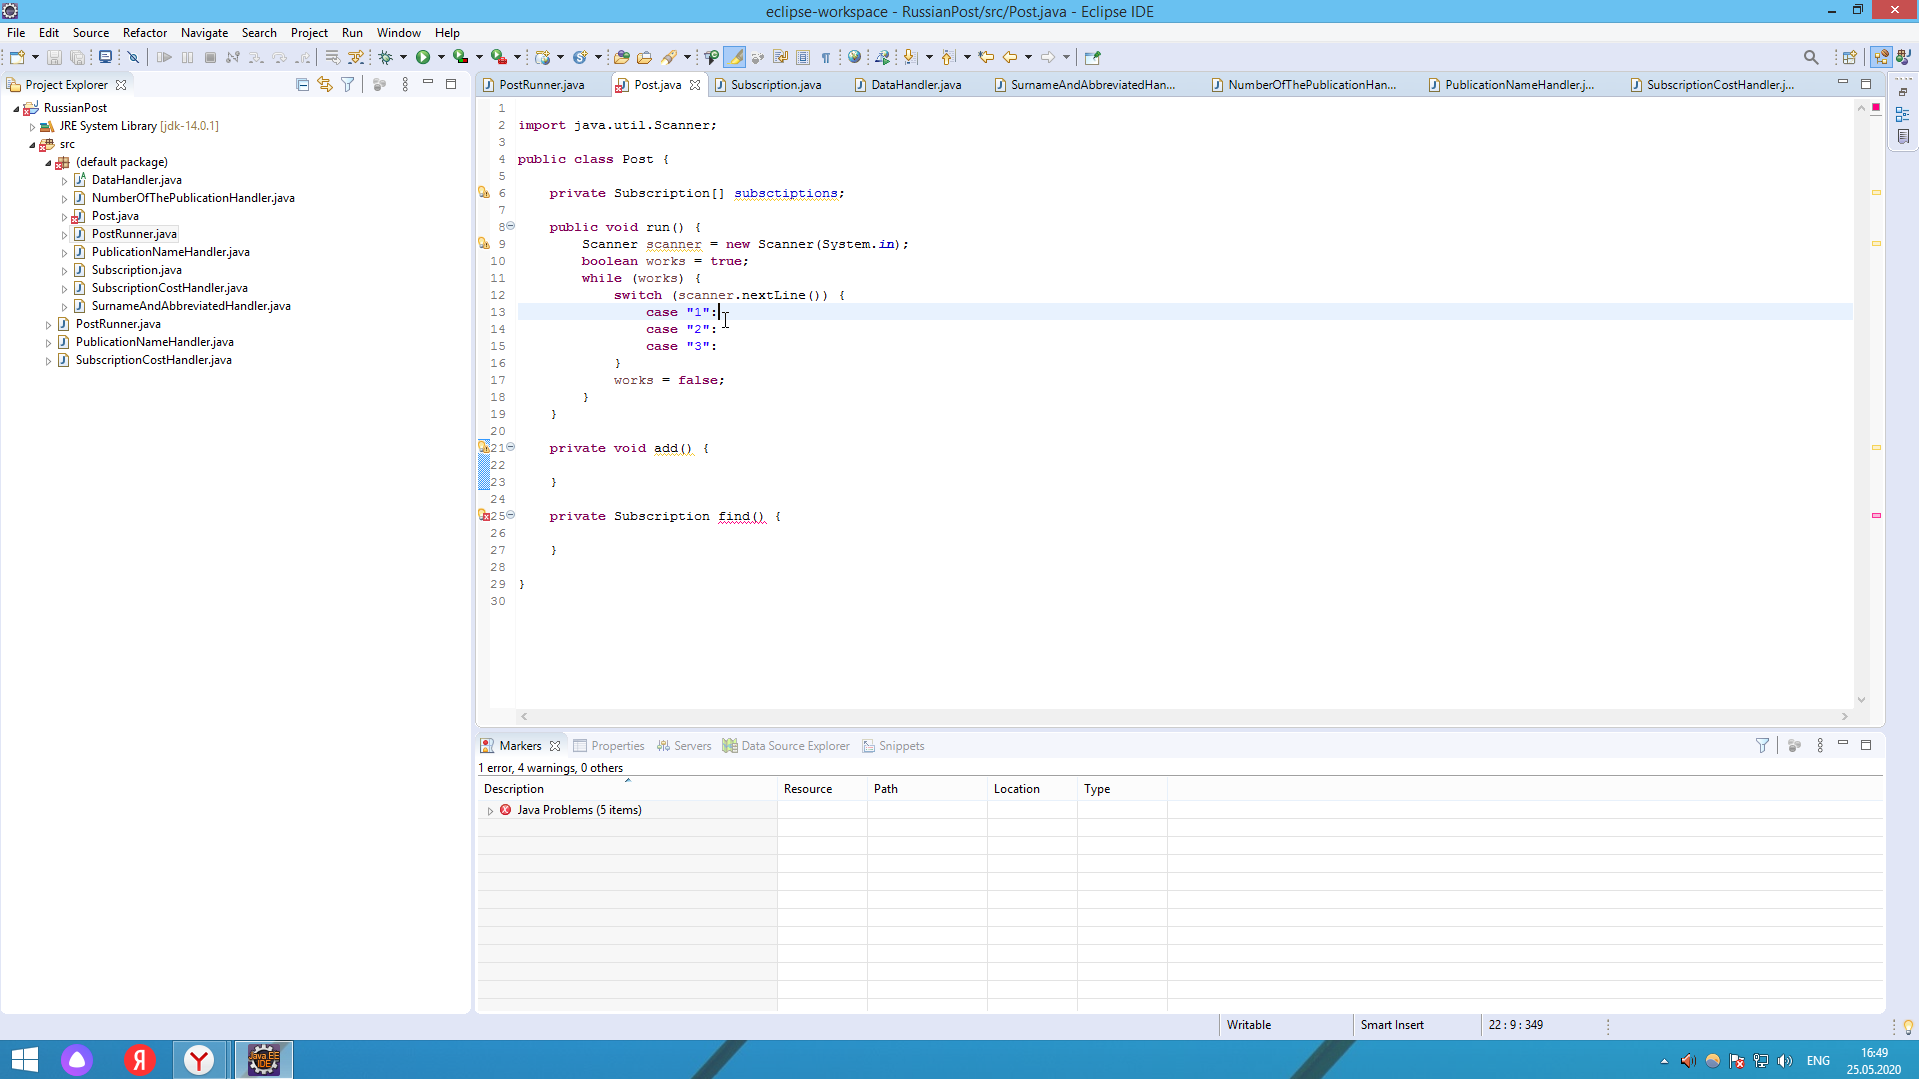 eclipse-workspace - RussianPost/src/Post.java - Eclipse IDE
File Edit Source Refactor Navigate Search Project Run Window Help
Project Explorer
RussianPost
JRE System Library [jdk-14.0.1]
src
(default package)
DataHandler.java
NumberOfThePublicationHandler.java
Post.java
PostRunner.java
PublicationNameHandler.java
Subscription.java
SubscriptionCostHandler.java
SurnameAndAbbreviatedHandler.java
PostRunner.java
PublicationNameHandler.java
SubscriptionCostHandler.java
PostRunner.java Post.java Subscription.java DataHandler.java SurnameAndAbbreviatedHan... NumberOfThePublicationHan... PublicationNameHandler.j... SubscriptionCostHandler.j...
1
2 import java.util.Scanner;
3
4 public class Post {
5
6 private Subscription[] subsctiptions;
7
8 public void run() {
9 Scanner scanner = new Scanner(System.in);
10 boolean works = true;
11 while (works) {
12 switch (scanner.nextLine()) {
13 case "1":
14 case "2":
15 case "3":
16 }
17 works = false;
18 }
19 }
20
21 private void add() {
22
23 }
24
25 private Subscription find() {
26
27 }
28
29 }
30
Markers Properties Servers Data Source Explorer Snippets
1 error, 4 warnings, 0 others
Description Resource Path Location Type
Java Problems (5 items)
Writable Smart Insert 22 : 9 : 349
Я Y Java EE IDE
ENG 16:49
25.05.2020